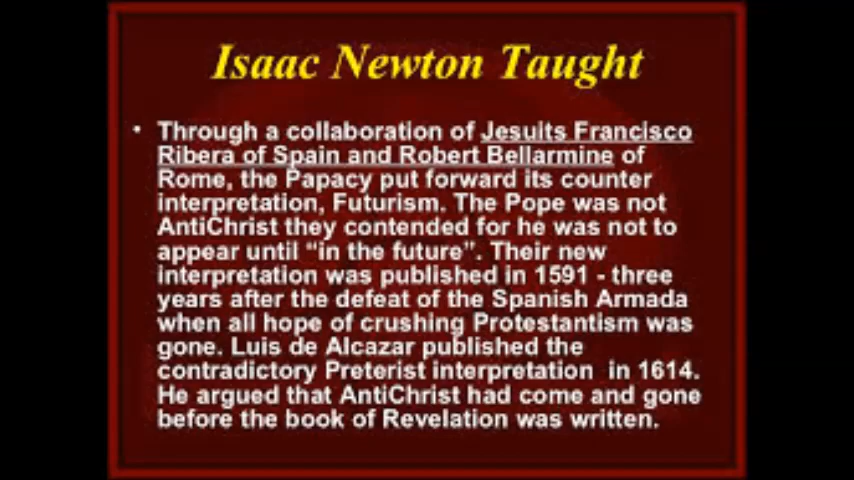 Isaac Newton Taught
• Through a collaboration of Jesuits Francisco
Ribera of Spain and Robert Bellarmine of
Rome, the Papacy put forward its counter
interpretation, Futurism. The Pope was not
AntiChrist they contended for he was not to
appear until “in the future”. Their new
interpretation was published in 1591 - three
years after the defeat of the Spanish Armada
when all hope of crushing Protestantism was
gone. Luis de Alcazar published the
contradictory Preterist interpretation in 1614.
He argued that AntiChrist had come and gone
before the book of Revelation was written.